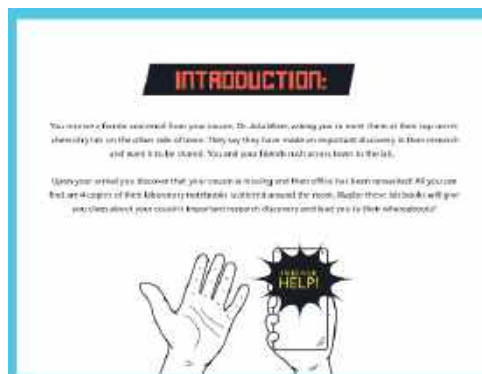 INTRODUCTION:
You receive a frantic voicemail from your cousin, Dr. Ada Moor, asking you to meet them at their top secret
chemistry lab on the other side of town. They say they have made an important discovery in their research
and want it to be shared. You and your friends rush across town to the lab.
Upon your arrival you discover that your cousin is missing and their office has been ransacked! All you can
find are 4 copies of their laboratory notebooks scattered around the room. Maybe these lab books will give
you clues about your cousin's important research discovery and lead you to their whereabouts?
I NEED YOUR
HELP!